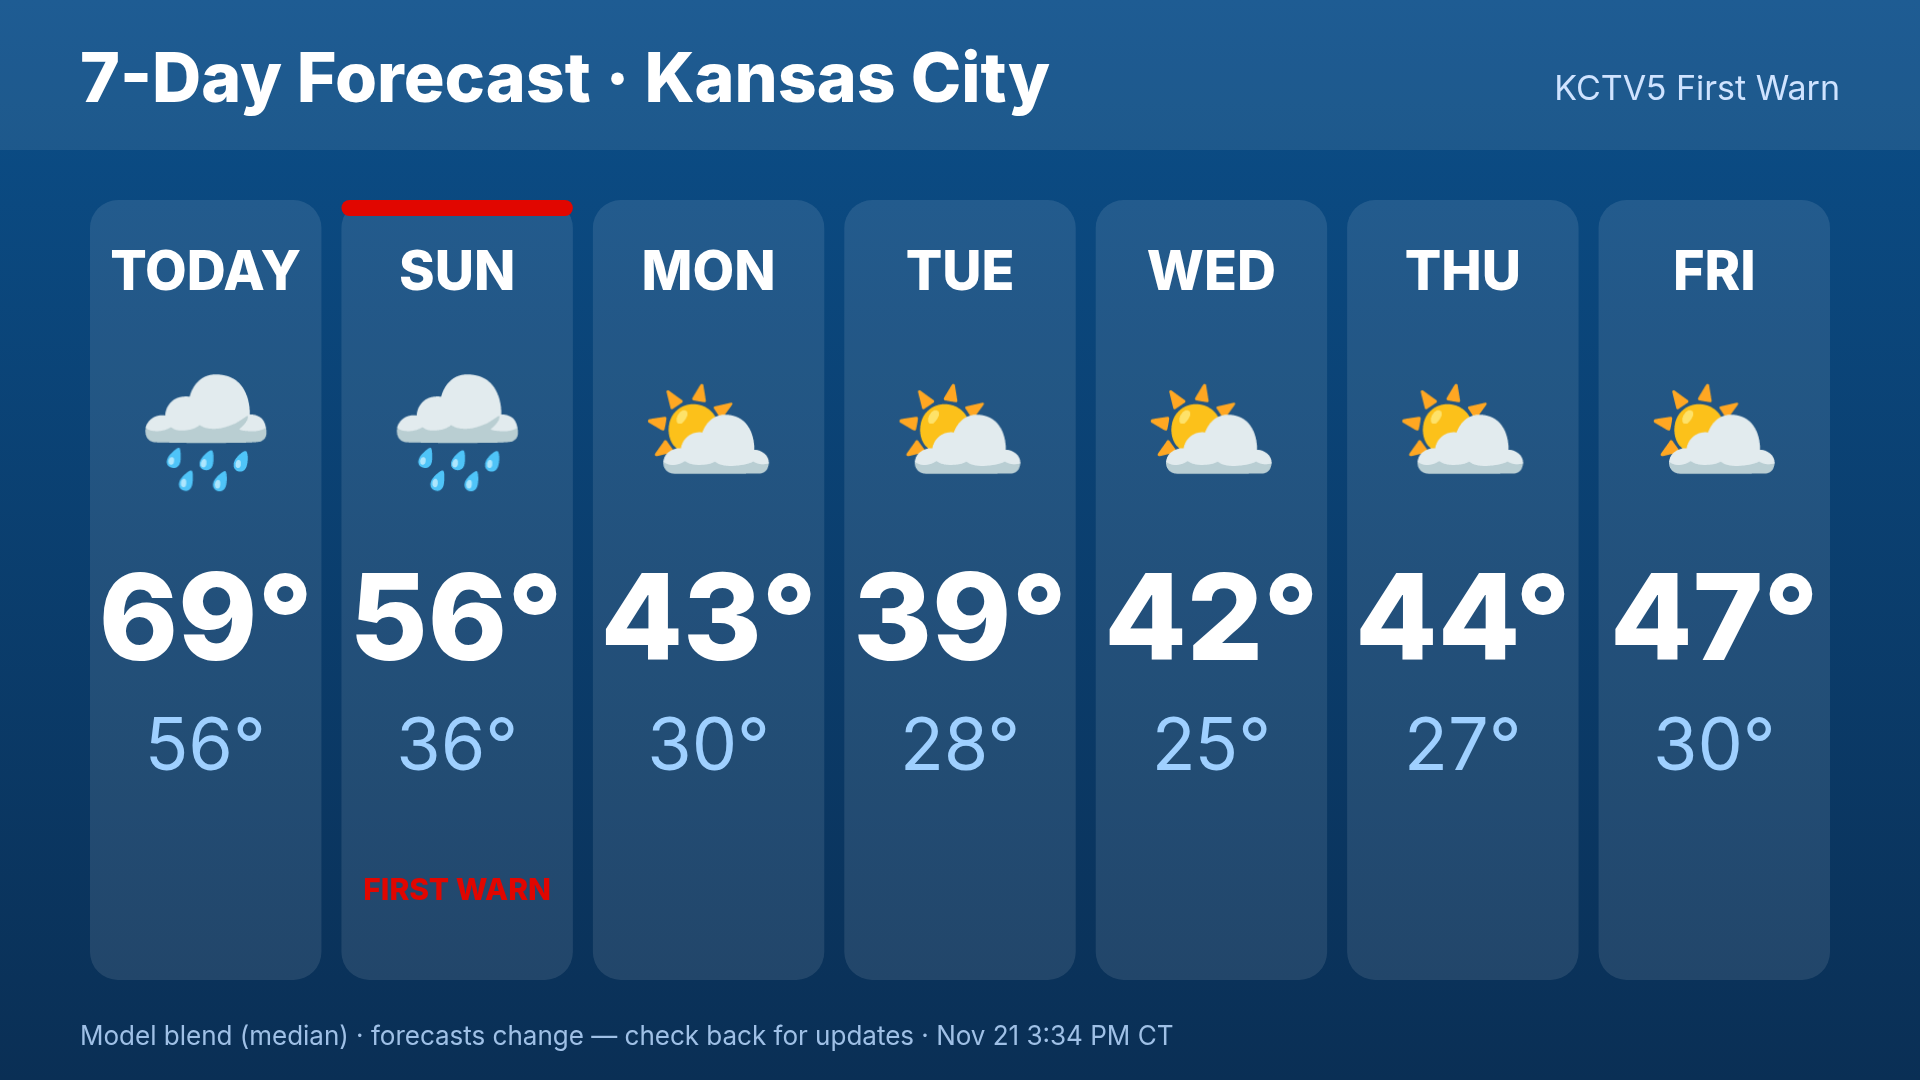 7-Day Forecast · Kansas City
KCTV5 First Warn
TODAY SUN MON TUE WED THU FRI
69° 56° 43° 39° 42° 44° 47°
56° 36° 30° 28° 25° 27° 30°
FIRST WARN
Model blend (median) · forecasts change — check back for updates · Nov 21 3:34 PM CT